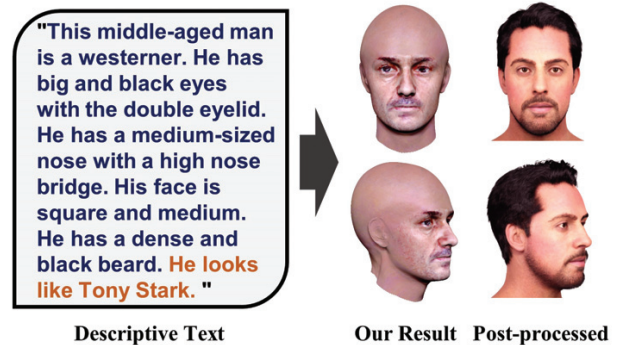 "This middle-aged man
is a westerner. He has
big and black eyes
with the double eyelid.
He has a medium-sized
nose with a high nose
bridge. His face is
square and medium.
He has a dense and
black beard. He looks
like Tony Stark. "
Descriptive Text
Our Result
Post-processed